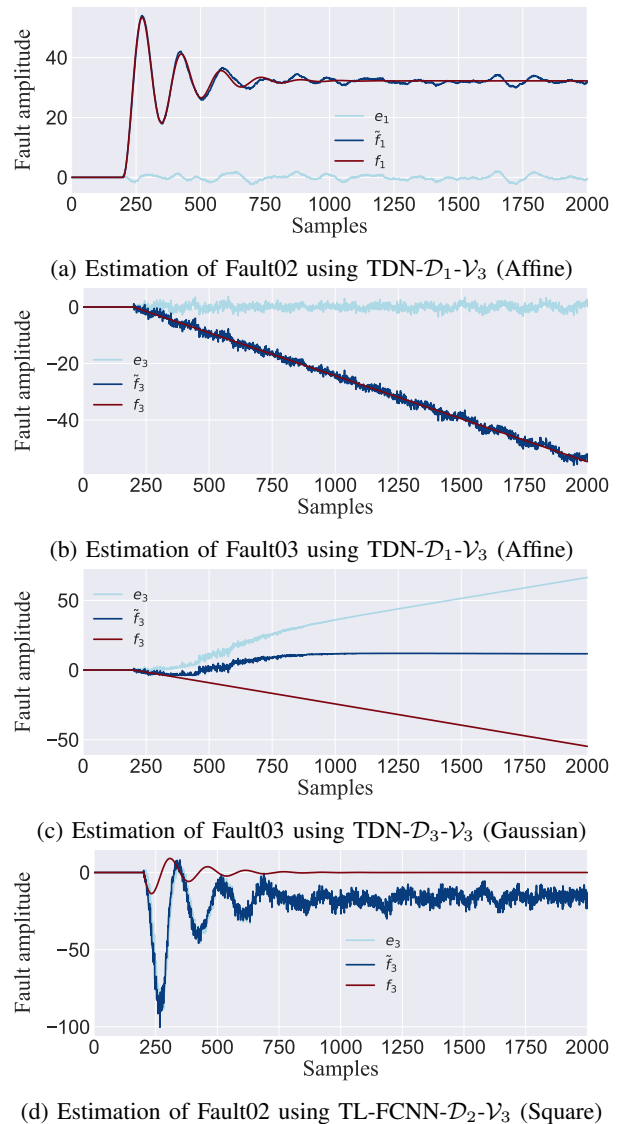 Fault amplitude
40
20
0
e₁
f̃₁
f₁
0 250 500 750 1000 1250 1500 1750 2000
Samples
(a) Estimation of Fault02 using TDN-𝒟₁-𝒱₃ (Affine)
Fault amplitude
0
−20
−40
e₃
f̃₃
f₃
0 250 500 750 1000 1250 1500 1750 2000
Samples
(b) Estimation of Fault03 using TDN-𝒟₁-𝒱₃ (Affine)
Fault amplitude
50
0
−50
e₃
f̃₃
f₃
0 250 500 750 1000 1250 1500 1750 2000
Samples
(c) Estimation of Fault03 using TDN-𝒟₃-𝒱₃ (Gaussian)
Fault amplitude
0
−50
−100
e₃
f̃₃
f₃
0 250 500 750 1000 1250 1500 1750 2000
Samples
(d) Estimation of Fault02 using TL-FCNN-𝒟₂-𝒱₃ (Square)